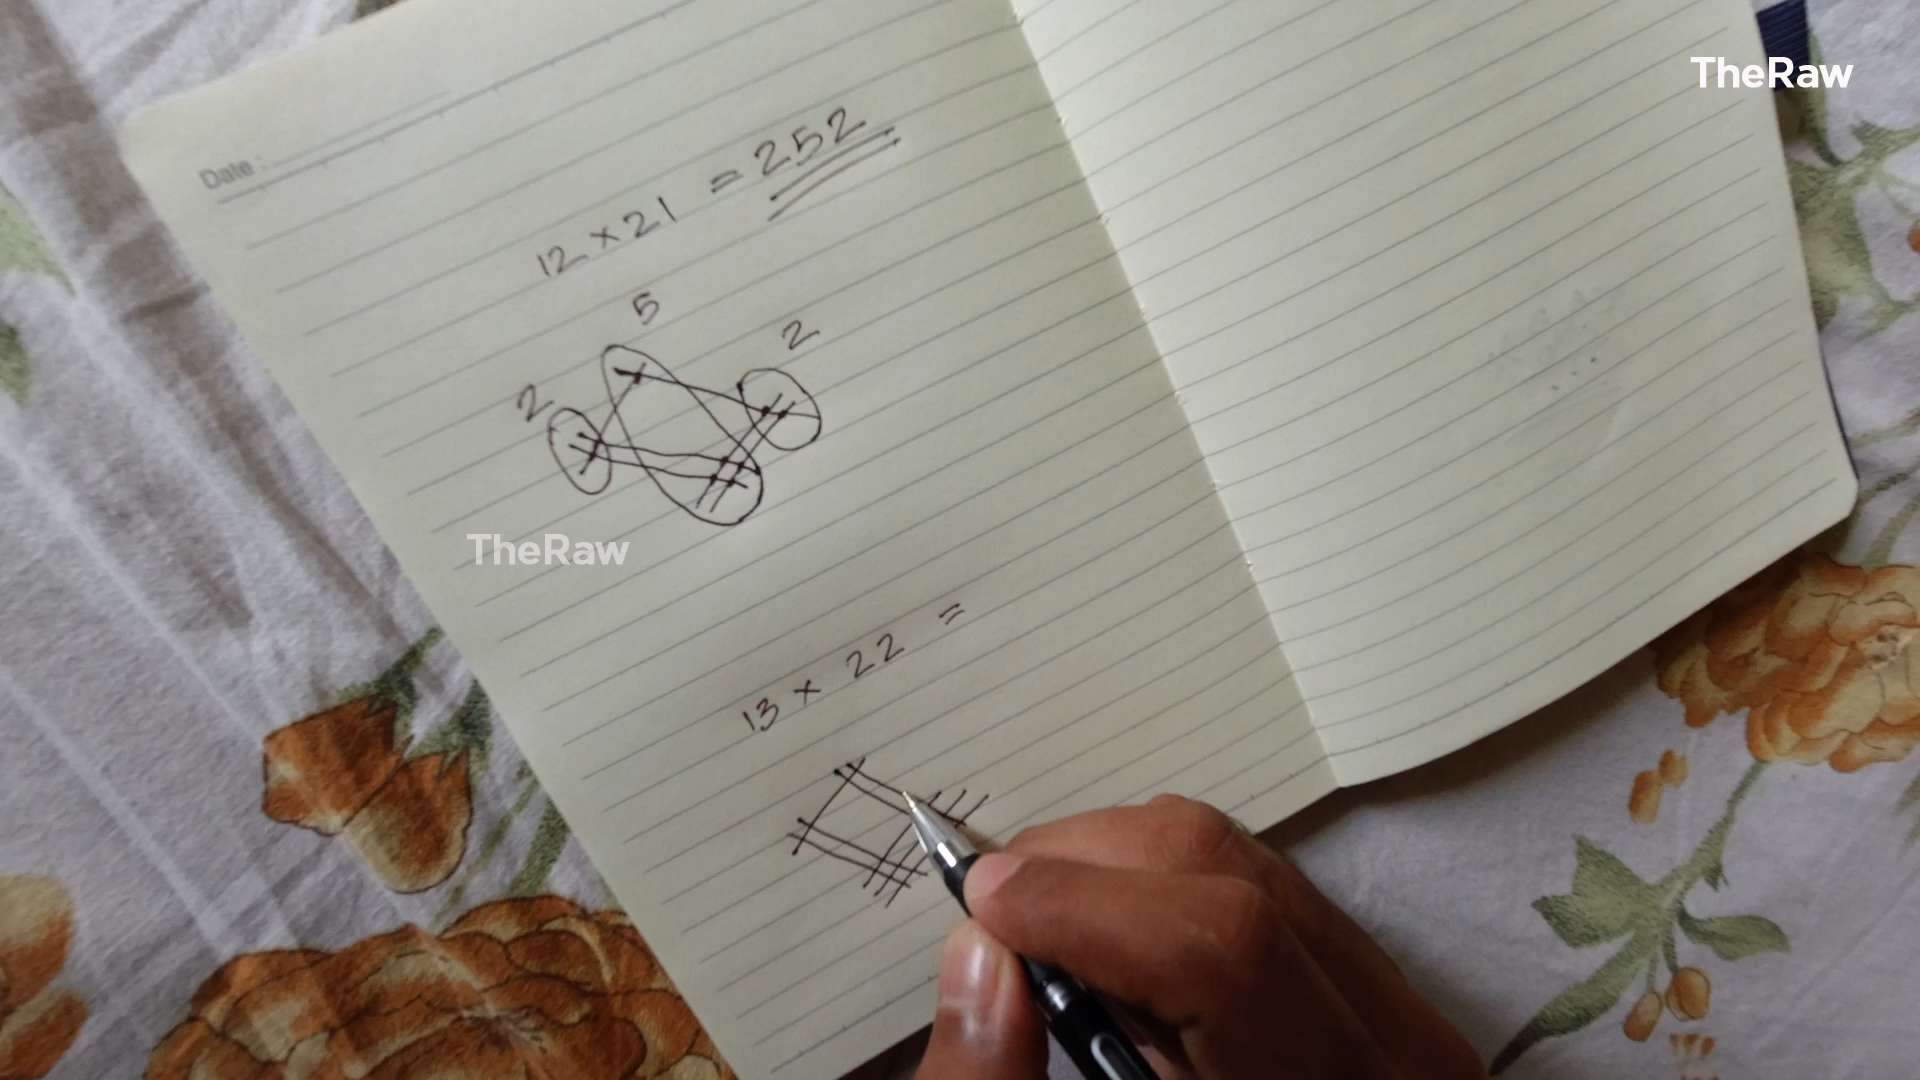 TheRaw
Date :
12 × 21 = 252
5
2
2
TheRaw
13 × 22 =